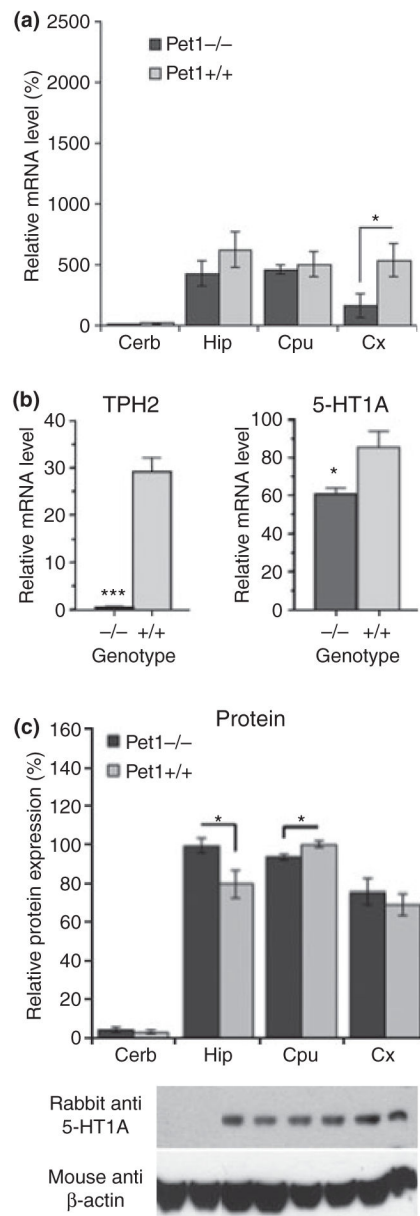 (a)
Pet1−/−
Pet1+/+
Relative mRNA level (%)
2500
2000
1500
1000
500
0
*
Cerb Hip Cpu Cx
(b)
TPH2
Relative mRNA level
40
30
20
10
0
***
−/− +/+
Genotype
5-HT1A
Relative mRNA level
100
80
60
40
20
0
*
−/− +/+
Genotype
(c)
Protein
Pet1−/−
Pet1+/+
Relative protein expression (%)
160
140
120
100
80
60
40
20
0
* *
Cerb Hip Cpu Cx
Rabbit anti
5-HT1A
Mouse anti
β-actin